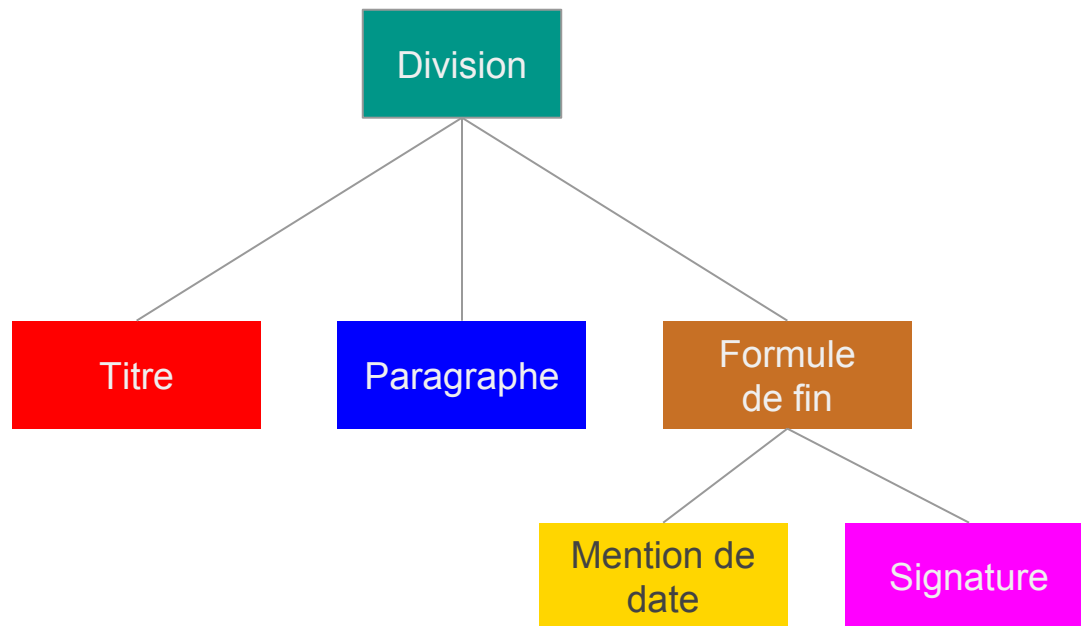 Division
Titre
Paragraphe
Formule
de fin
Mention de
date
Signature